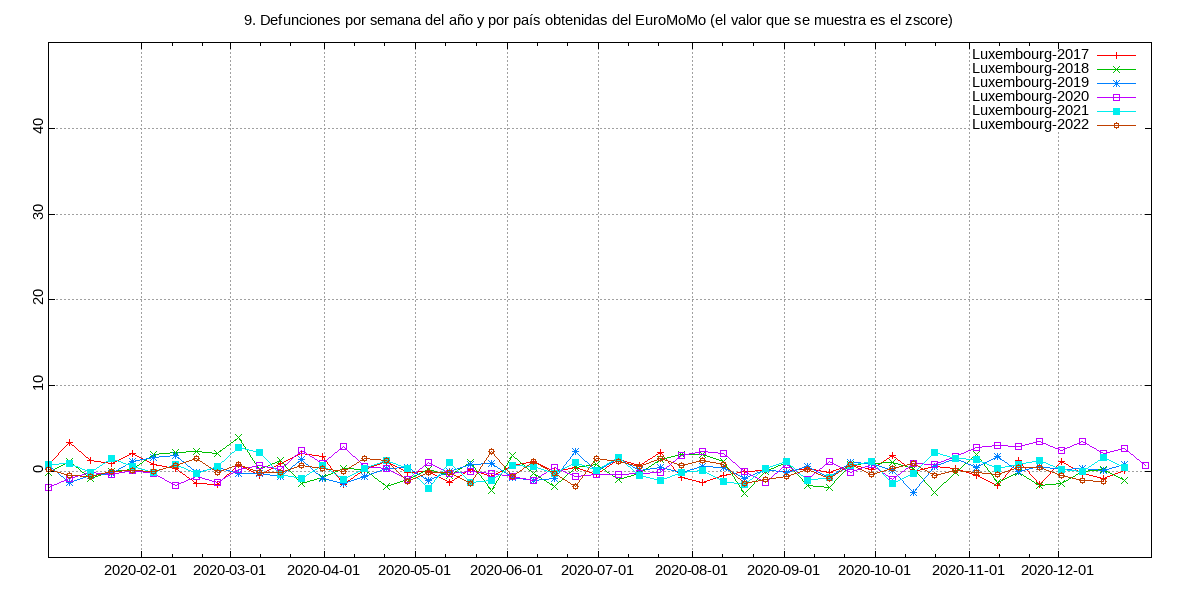 9. Defunciones por semana del año y por país obtenidas del EuroMoMo (el valor que se muestra es el zscore)
Luxembourg-2017
Luxembourg-2018
Luxembourg-2019
Luxembourg-2020
Luxembourg-2021
Luxembourg-2022
40
30
20
10
0
2020-02-01 2020-03-01 2020-04-01 2020-05-01 2020-06-01 2020-07-01 2020-08-01 2020-09-01 2020-10-01 2020-11-01 2020-12-01